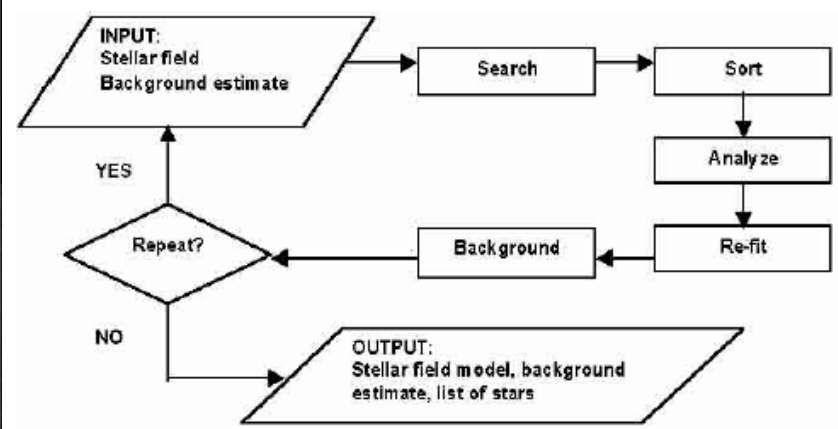 INPUT:
Stellar field
Background estimate
Search
Sort
Analyze
Re-fit
Background
Repeat?
YES
NO
OUTPUT:
Stellar field model, background
estimate, list of stars